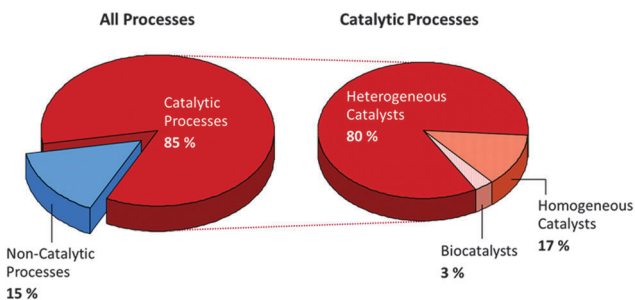 All Processes
Catalytic
Processes
85 %
Non-Catalytic
Processes
15 %
Catalytic Processes
Heterogeneous
Catalysts
80 %
Homogeneous
Catalysts
17 %
Biocatalysts
3 %